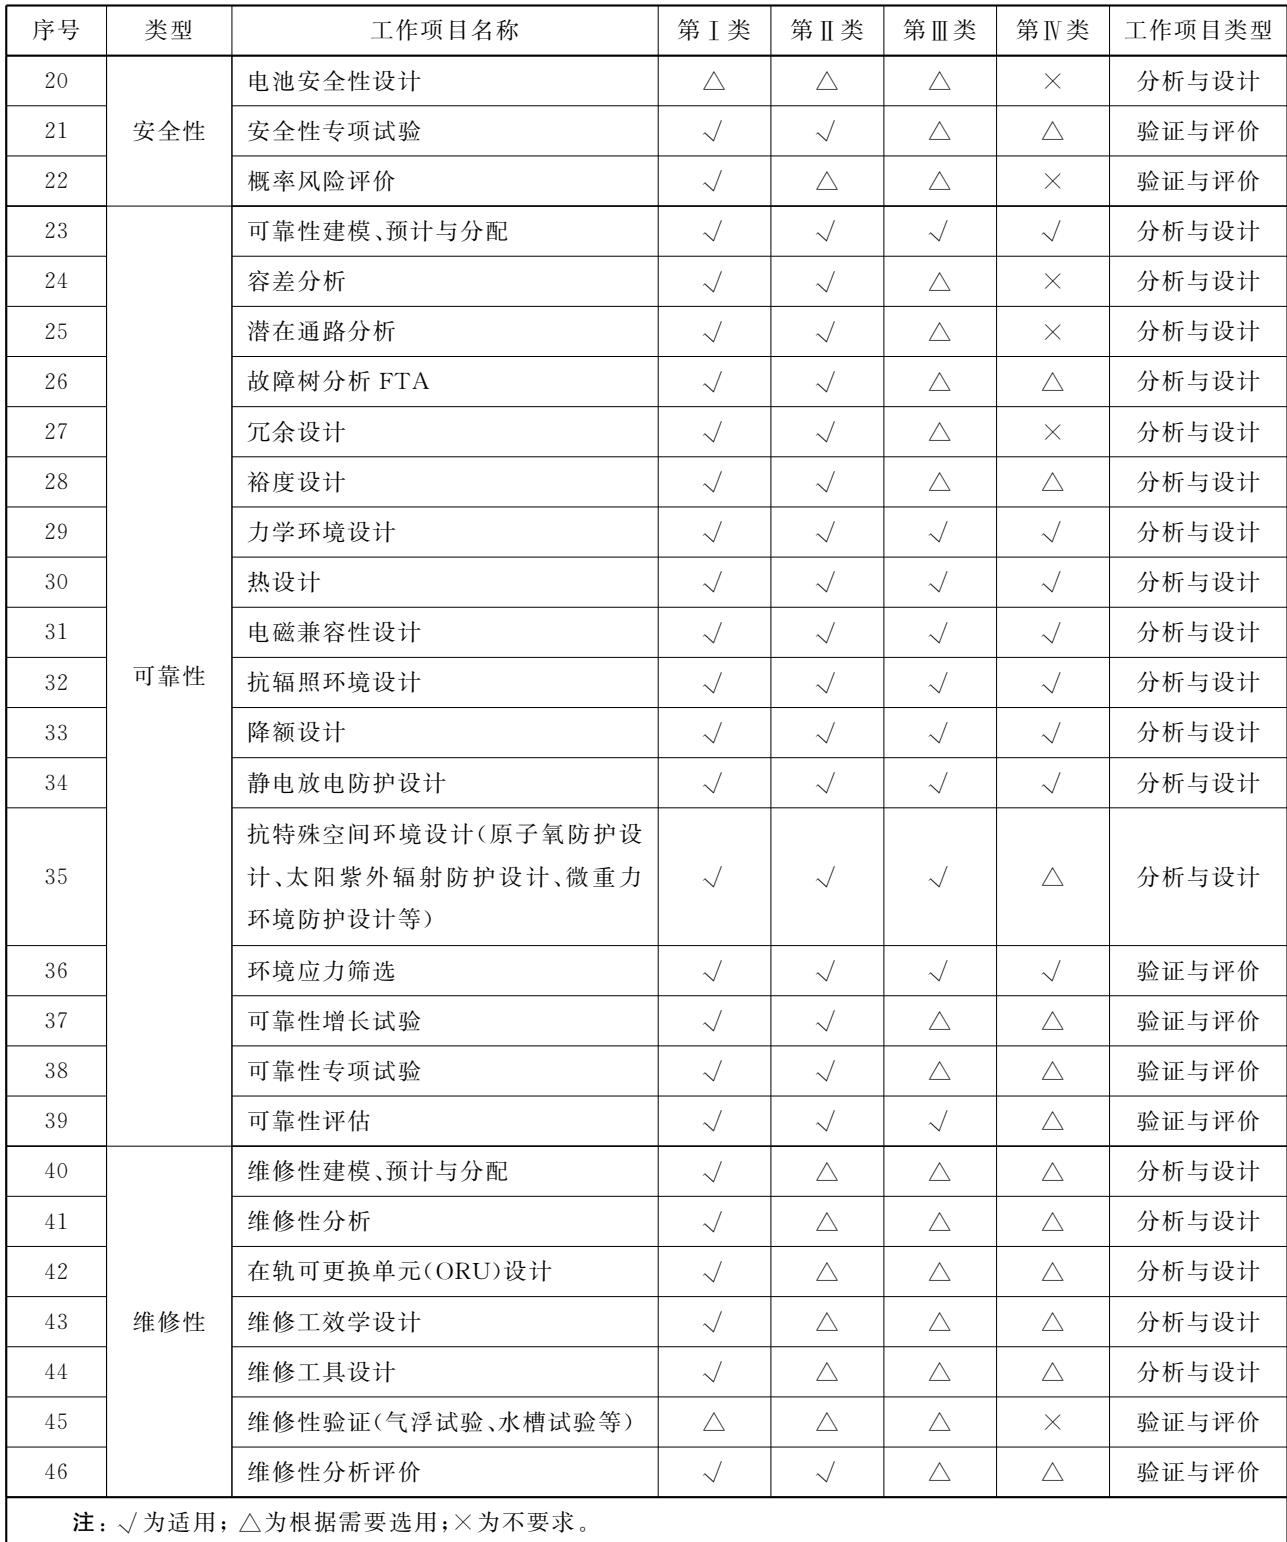 序号 类型 工作项目名称 第Ⅰ类 第Ⅱ类 第Ⅲ类 第Ⅳ类 工作项目类型
20 安全性 电池安全性设计 △ △ △ × 分析与设计
21 安全性专项试验 √ √ △ △ 验证与评价
22 概率风险评价 √ △ △ × 验证与评价
23 可靠性 可靠性建模、预计与分配 √ √ √ √ 分析与设计
24 容差分析 √ √ △ × 分析与设计
25 潜在通路分析 √ √ △ × 分析与设计
26 故障树分析 FTA √ √ △ △ 分析与设计
27 冗余设计 √ √ △ × 分析与设计
28 裕度设计 √ √ △ △ 分析与设计
29 力学环境设计 √ √ √ √ 分析与设计
30 热设计 √ √ √ √ 分析与设计
31 电磁兼容性设计 √ √ √ √ 分析与设计
32 抗辐照环境设计 √ √ √ √ 分析与设计
33 降额设计 √ √ √ √ 分析与设计
34 静电放电防护设计 √ √ √ √ 分析与设计
抗特殊空间环境设计(原子氧防护设
35 计、太阳紫外辐射防护设计、微重力 √ √ √ △ 分析与设计
环境防护设计等)
36 环境应力筛选 √ √ √ √ 验证与评价
37 可靠性增长试验 √ √ △ △ 验证与评价
38 可靠性专项试验 √ √ △ △ 验证与评价
39 可靠性评估 √ √ √ △ 验证与评价
40 维修性 维修性建模、预计与分配 √ △ △ △ 分析与设计
41 维修性分析 √ △ △ △ 分析与设计
42 在轨可更换单元(ORU)设计 √ △ △ △ 分析与设计
43 维修工效学设计 √ △ △ △ 分析与设计
44 维修工具设计 √ △ △ △ 分析与设计
45 维修性验证(气浮试验、水槽试验等) △ △ △ × 验证与评价
46 维修性分析评价 √ √ △ △ 验证与评价
注:√为适用;△为根据需要选用;×为不要求。